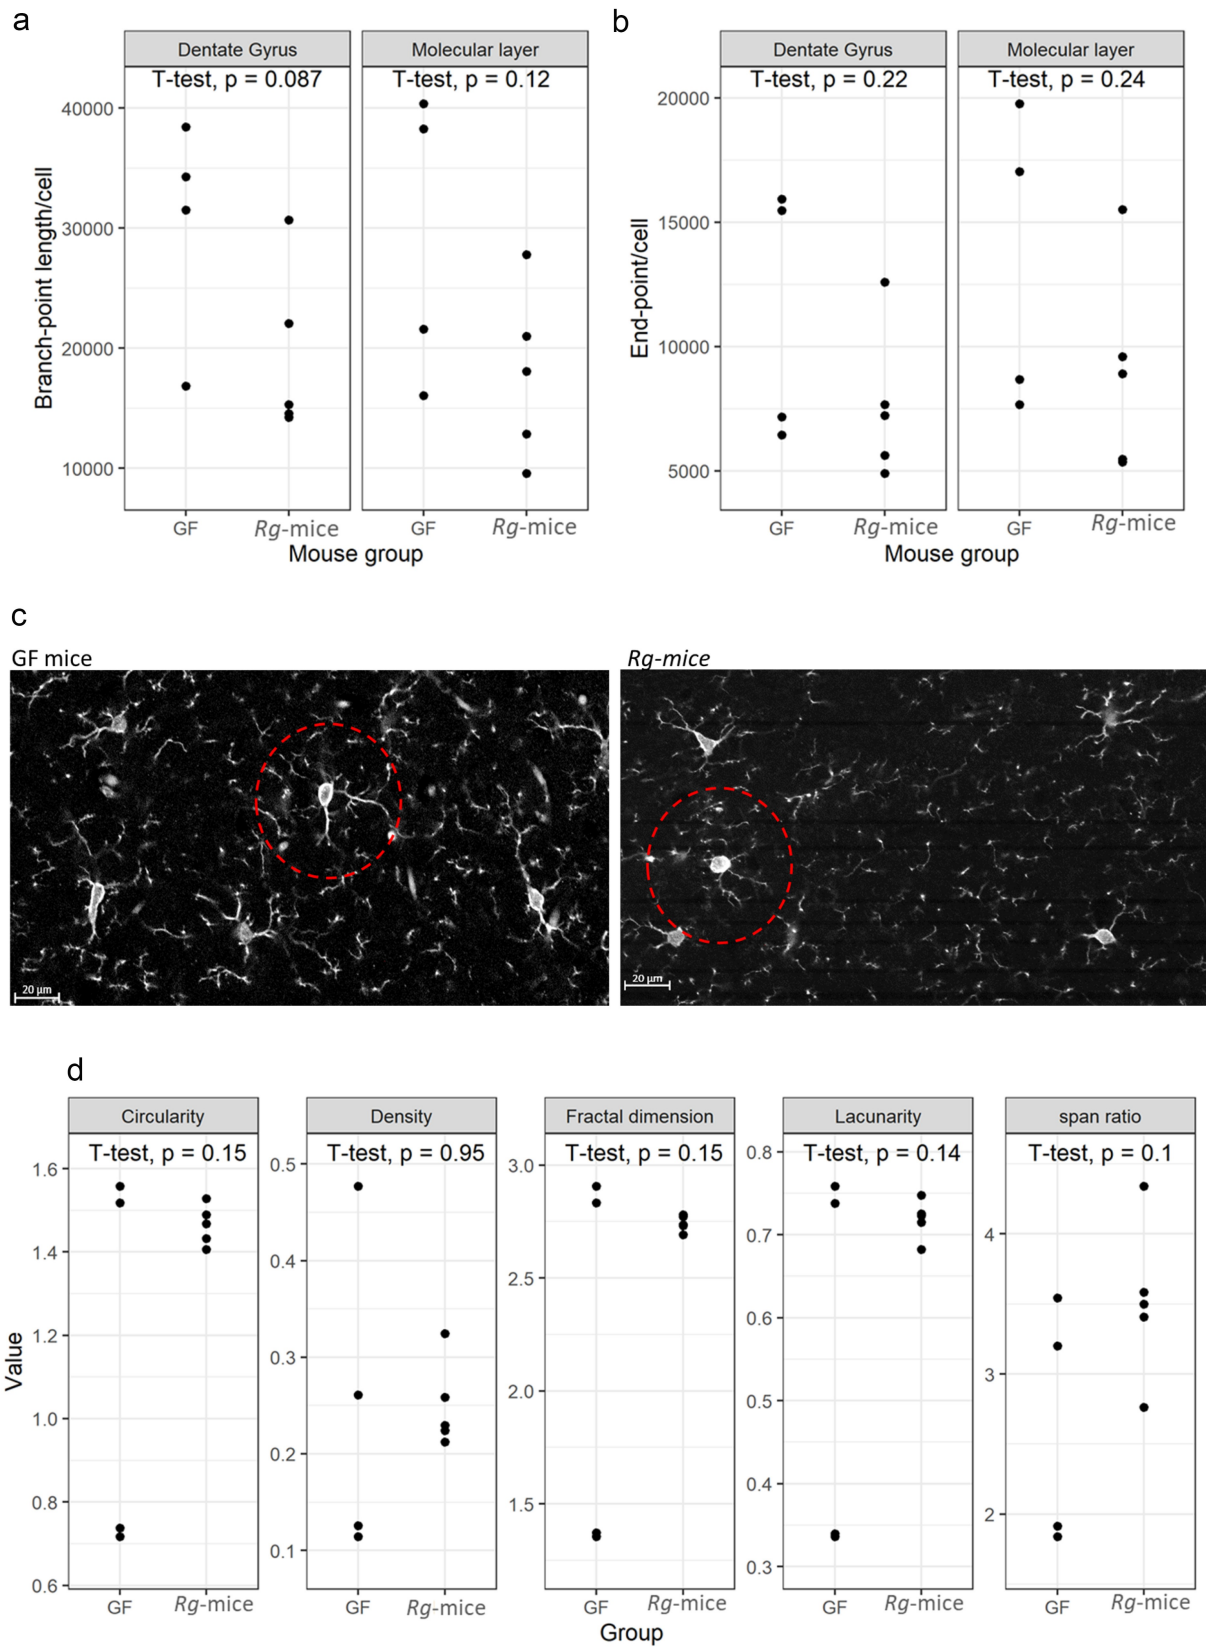 a
Dentate Gyrus
Molecular layer
T-test, p = 0.087
T-test, p = 0.12
Branch-point length/cell
40000
30000
20000
10000
GF
Rg-mice
GF
Rg-mice
Mouse group
b
Dentate Gyrus
Molecular layer
T-test, p = 0.22
T-test, p = 0.24
End-point/cell
20000
15000
10000
5000
GF
Rg-mice
GF
Rg-mice
Mouse group
c
GF mice
20 µm
Rg-mice
20 µm
d
Value
Circularity
T-test, p = 0.15
1.6
1.4
1.2
1.0
0.8
0.6
GF
Rg-mice
Density
T-test, p = 0.95
0.5
0.4
0.3
0.2
0.1
GF
Rg-mice
Fractal dimension
T-test, p = 0.15
3.0
2.5
2.0
1.5
GF
Rg-mice
Lacunarity
T-test, p = 0.14
0.8
0.7
0.6
0.5
0.4
0.3
GF
Rg-mice
span ratio
T-test, p = 0.1
4
3
2
GF
Rg-mice
Group